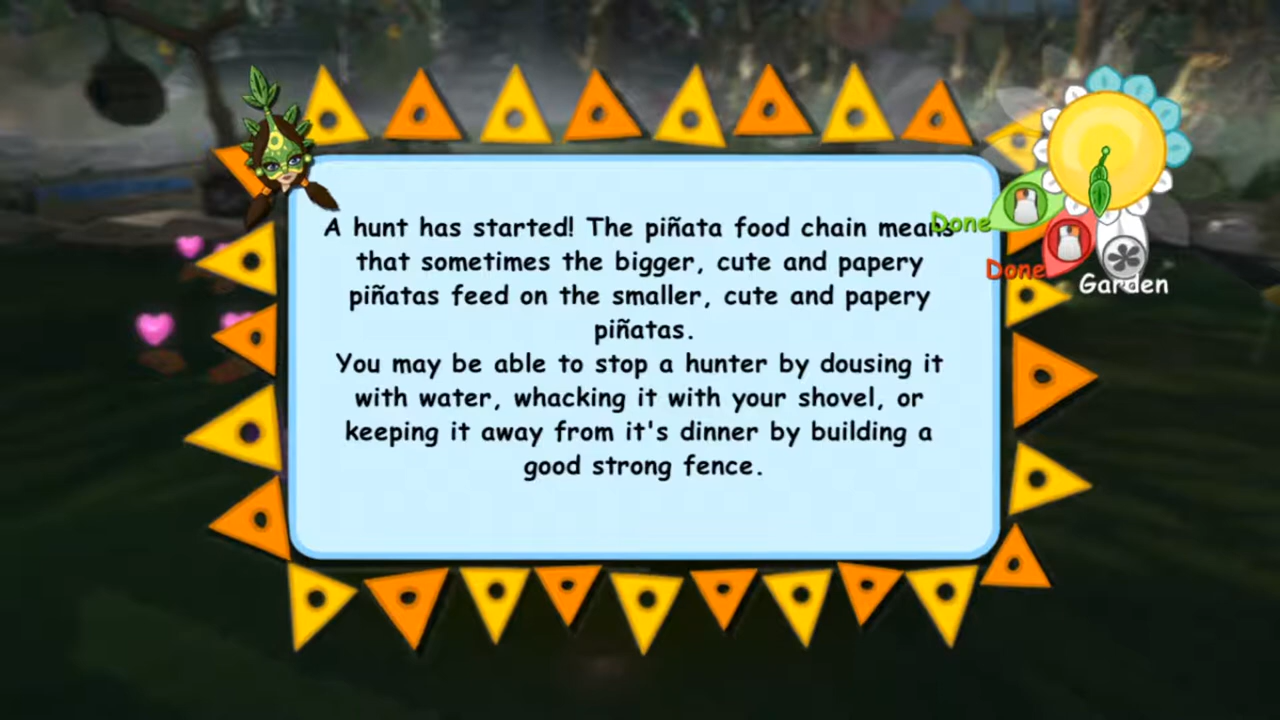 A hunt has started! The piñata food chain means
that sometimes the bigger, cute and papery
piñatas feed on the smaller, cute and papery
piñatas.
You may be able to stop a hunter by dousing it
with water, whacking it with your shovel, or
keeping it away from it's dinner by building a
good strong fence.
Done
Done
Garden